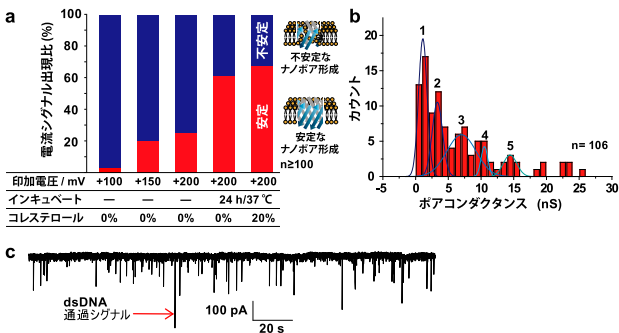 a
電流シグナル出現比 (%)
100
80
60
40
20
不安定
安定
不安定な
ナノポア形成
安定な
ナノポア形成
n≥100
印加電圧 / mV +100 +150 +200 +200 +200
インキュベート — — — 24 h/37 ℃
コレステロール 0% 0% 0% 0% 20%
b
カウント
20
15
10
5
0
1
2
3
4
5
n= 106
-5 0 5 10 15 20 25 30
ポアコンダクタンス (nS)
c
dsDNA
通過シグナル
100 pA
20 s